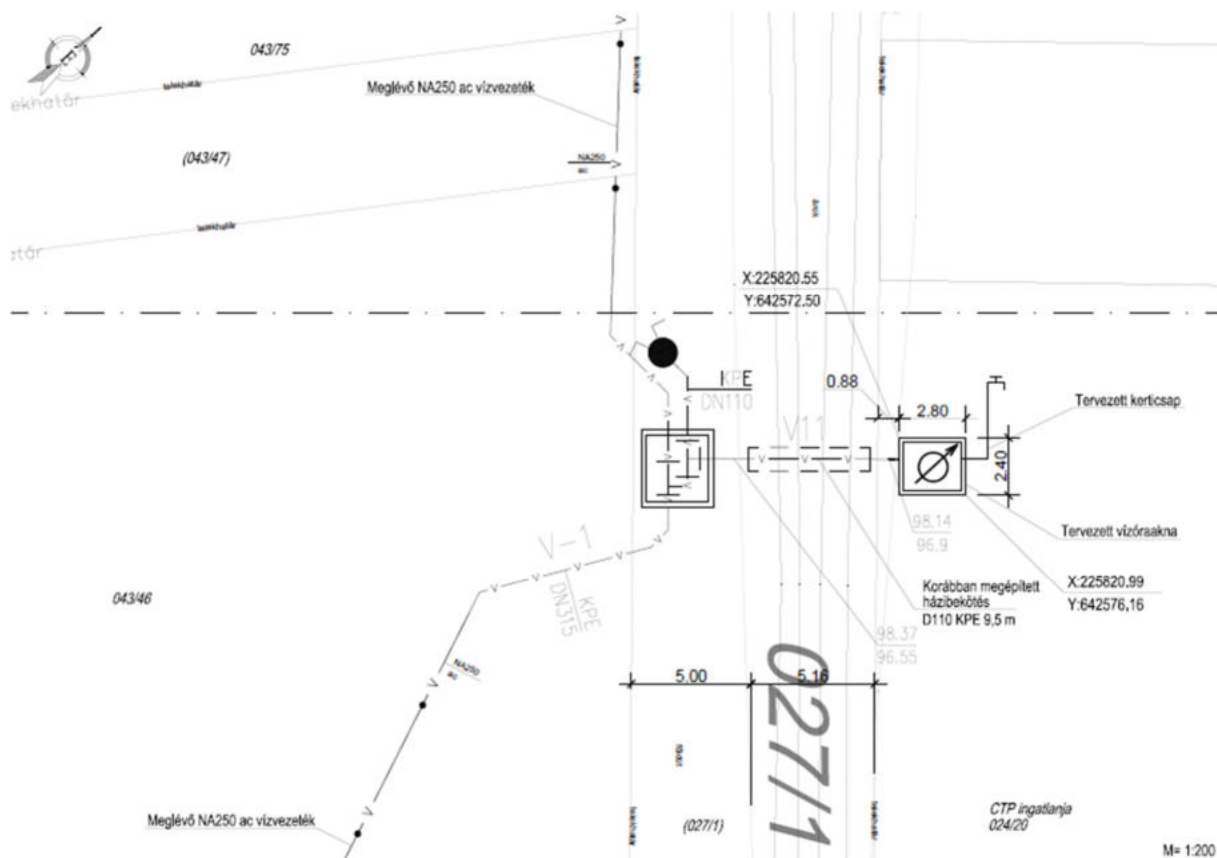 043/75
Meglévő NA250 ac vízvezeték
(043/47)
NA250
telekhatár
X:225820.55
Y:642572.50
KPE
DN110
0.88
2.80
Tervezett kerticsap
V11
2.40
98.14
96.9
Tervezett vízóraakna
V-1
KPE
DN315
043/46
Korábban megépített
házibekötés
D110 KPE 9,5 m
X:225820.99
Y:642576,16
98.37
96.55
NA250
ac
5.00
5.16
027/1
Meglévő NA250 ac vízvezeték
(027/1)
CTP ingatlanja
024/20
M= 1:200